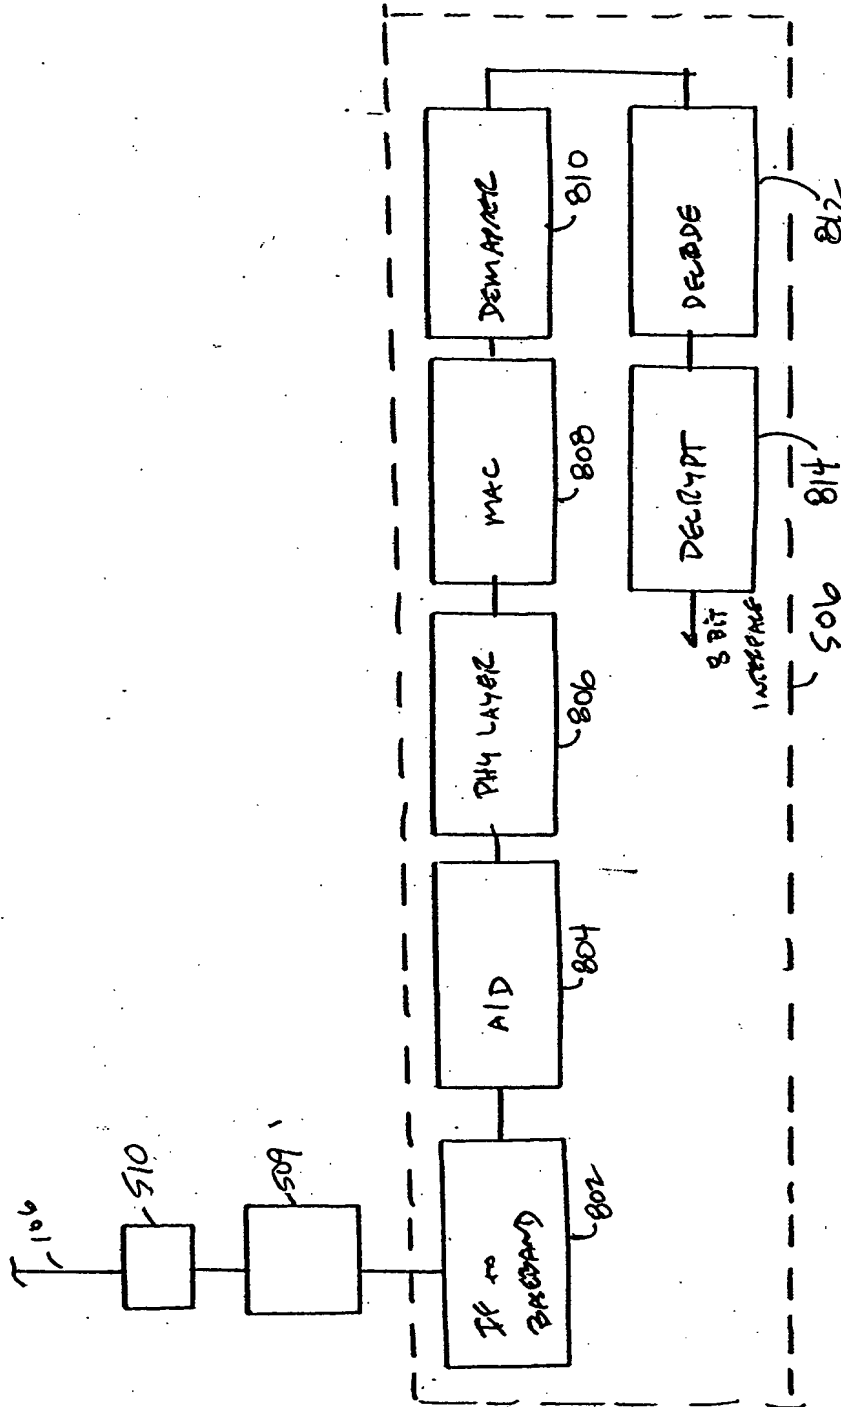 106
510
509
IF to
BASEBAND
802
A/D
804
PHY LAYER
806
MAC
808
DEMAPPER
810
DECODE
812
DECRYPT
814
8 BIT
INTERFACE
506